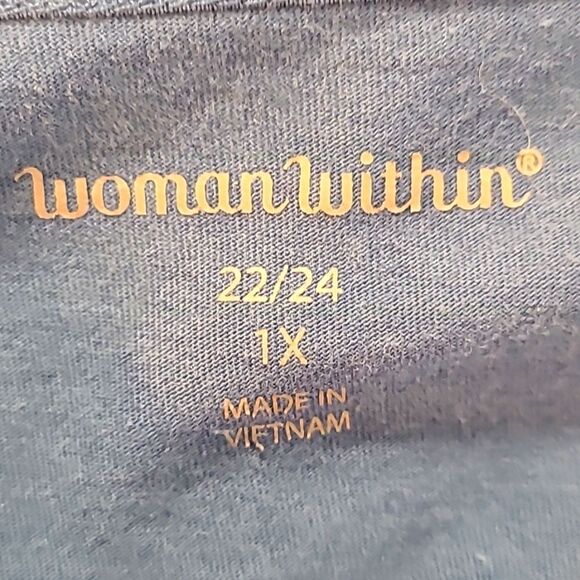 woman within®
22/24
1X
MADE IN
VIETNAM